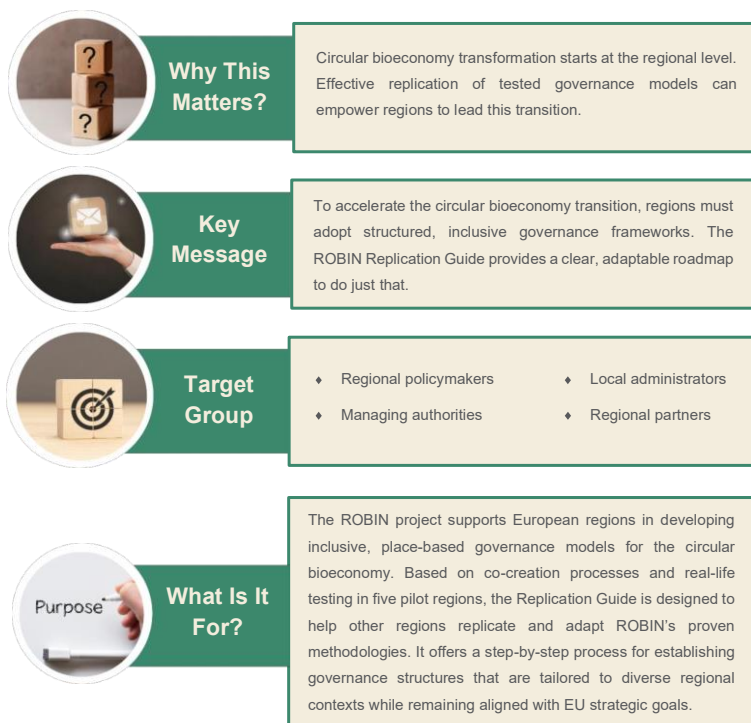 ?
?
?
Why This
Matters?
Circular bioeconomy transformation starts at the regional level.
Effective replication of tested governance models can
empower regions to lead this transition.
Key
Message
To accelerate the circular bioeconomy transition, regions must
adopt structured, inclusive governance frameworks. The
ROBIN Replication Guide provides a clear, adaptable roadmap
to do just that.
Target
Group
♦ Regional policymakers
♦ Local administrators
♦ Managing authorities
♦ Regional partners
Purpose
What Is It
For?
The ROBIN project supports European regions in developing
inclusive, place-based governance models for the circular
bioeconomy. Based on co-creation processes and real-life
testing in five pilot regions, the Replication Guide is designed to
help other regions replicate and adapt ROBIN’s proven
methodologies. It offers a step-by-step process for establishing
governance structures that are tailored to diverse regional
contexts while remaining aligned with EU strategic goals.